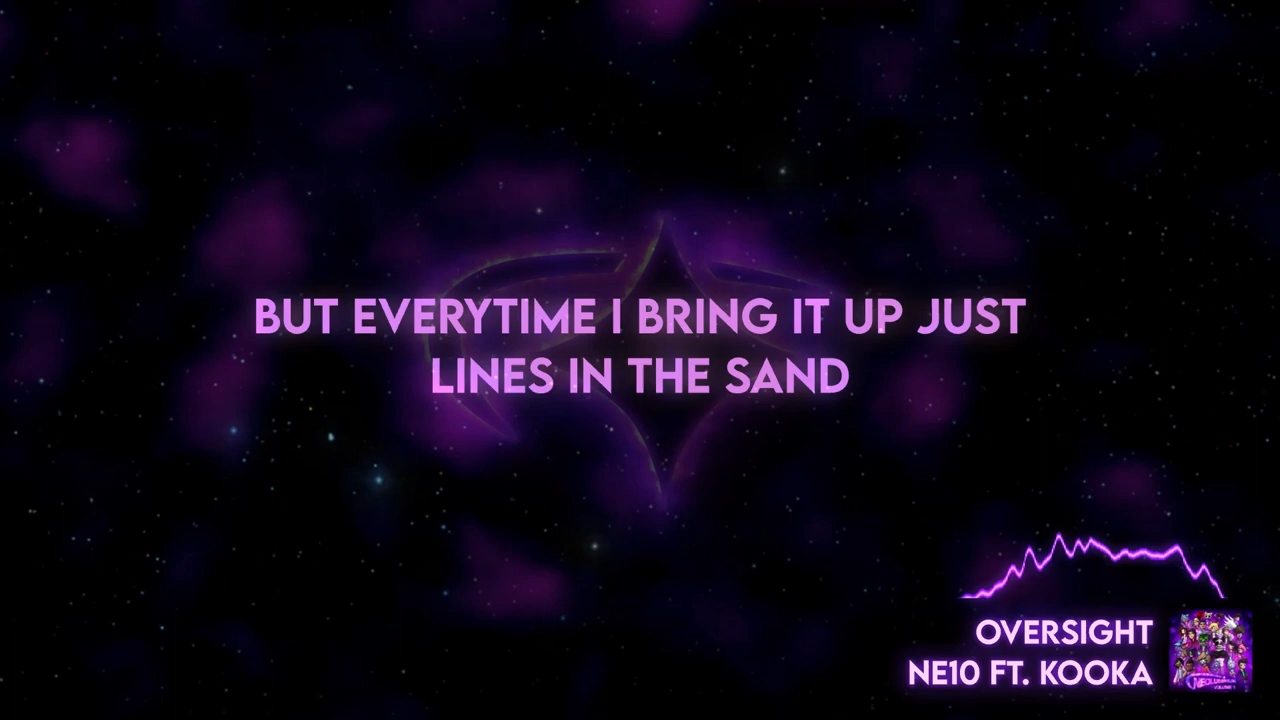 BUT EVERYTIME I BRING IT UP JUST
LINES IN THE SAND
OVERSIGHT
NE10 FT. KOOKA